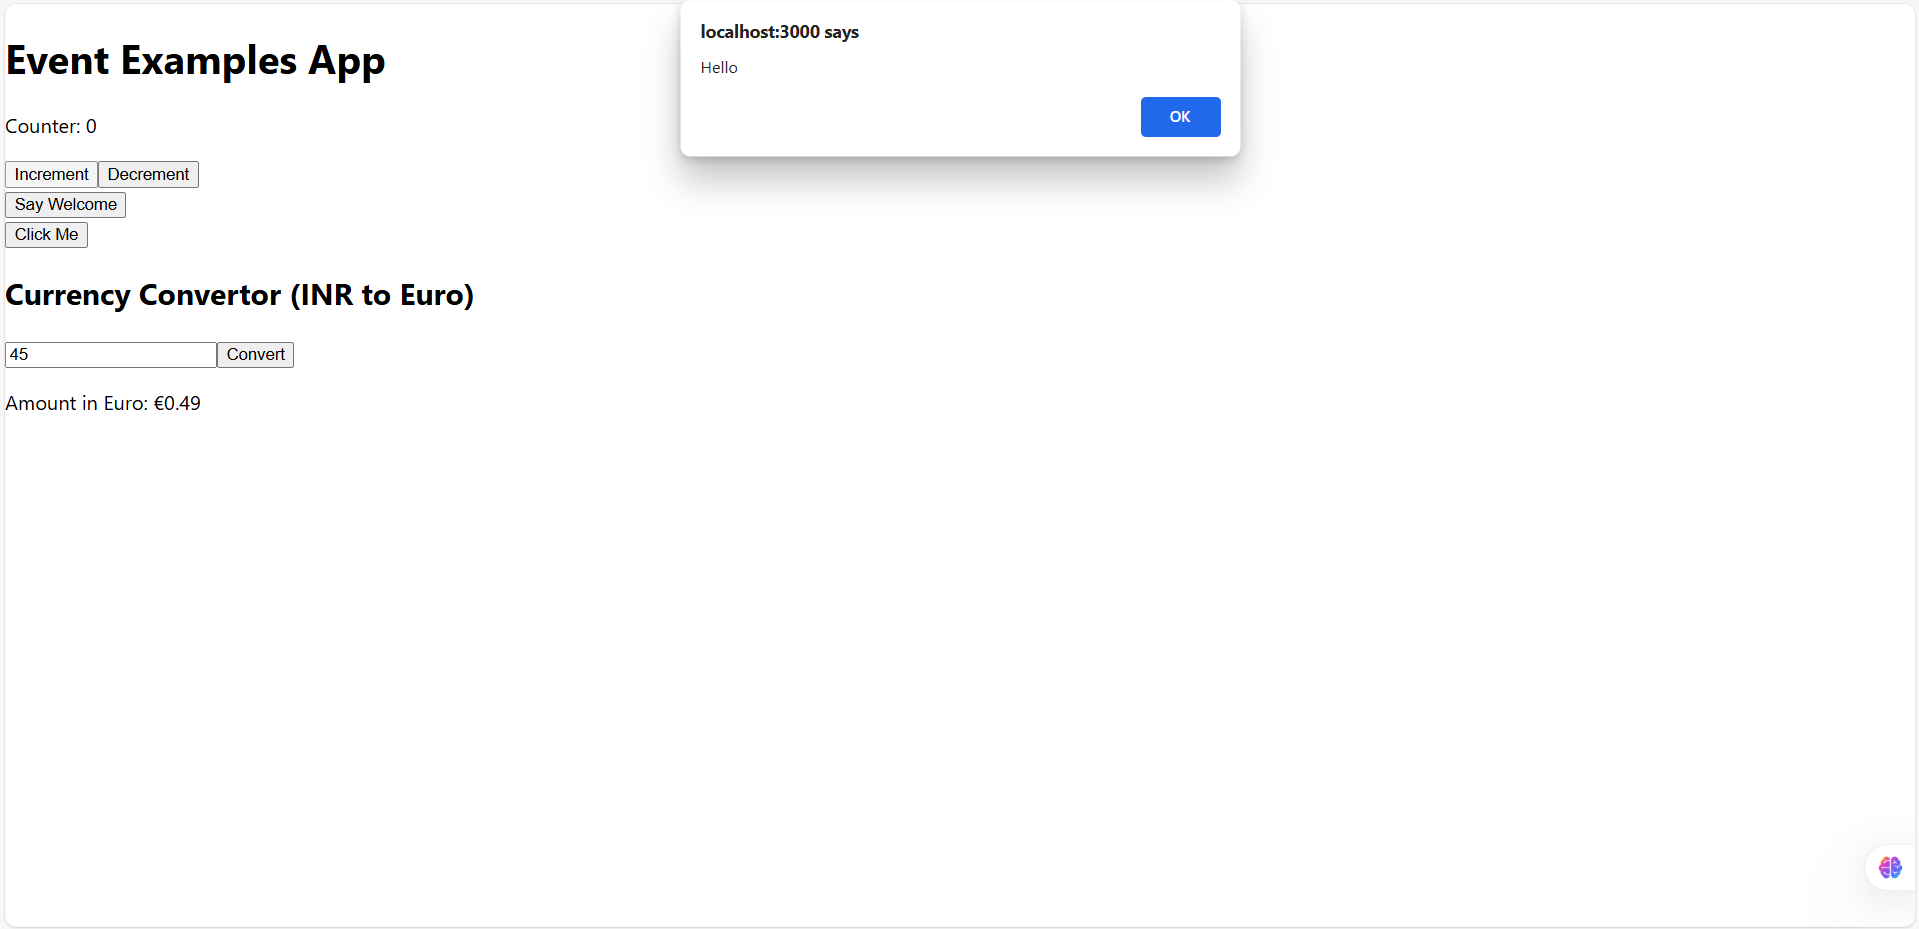 localhost:3000 says
Hello
OK
Event Examples App
Counter: 0
Increment Decrement
Say Welcome
Click Me
Currency Convertor (INR to Euro)
45 Convert
Amount in Euro: €0.49